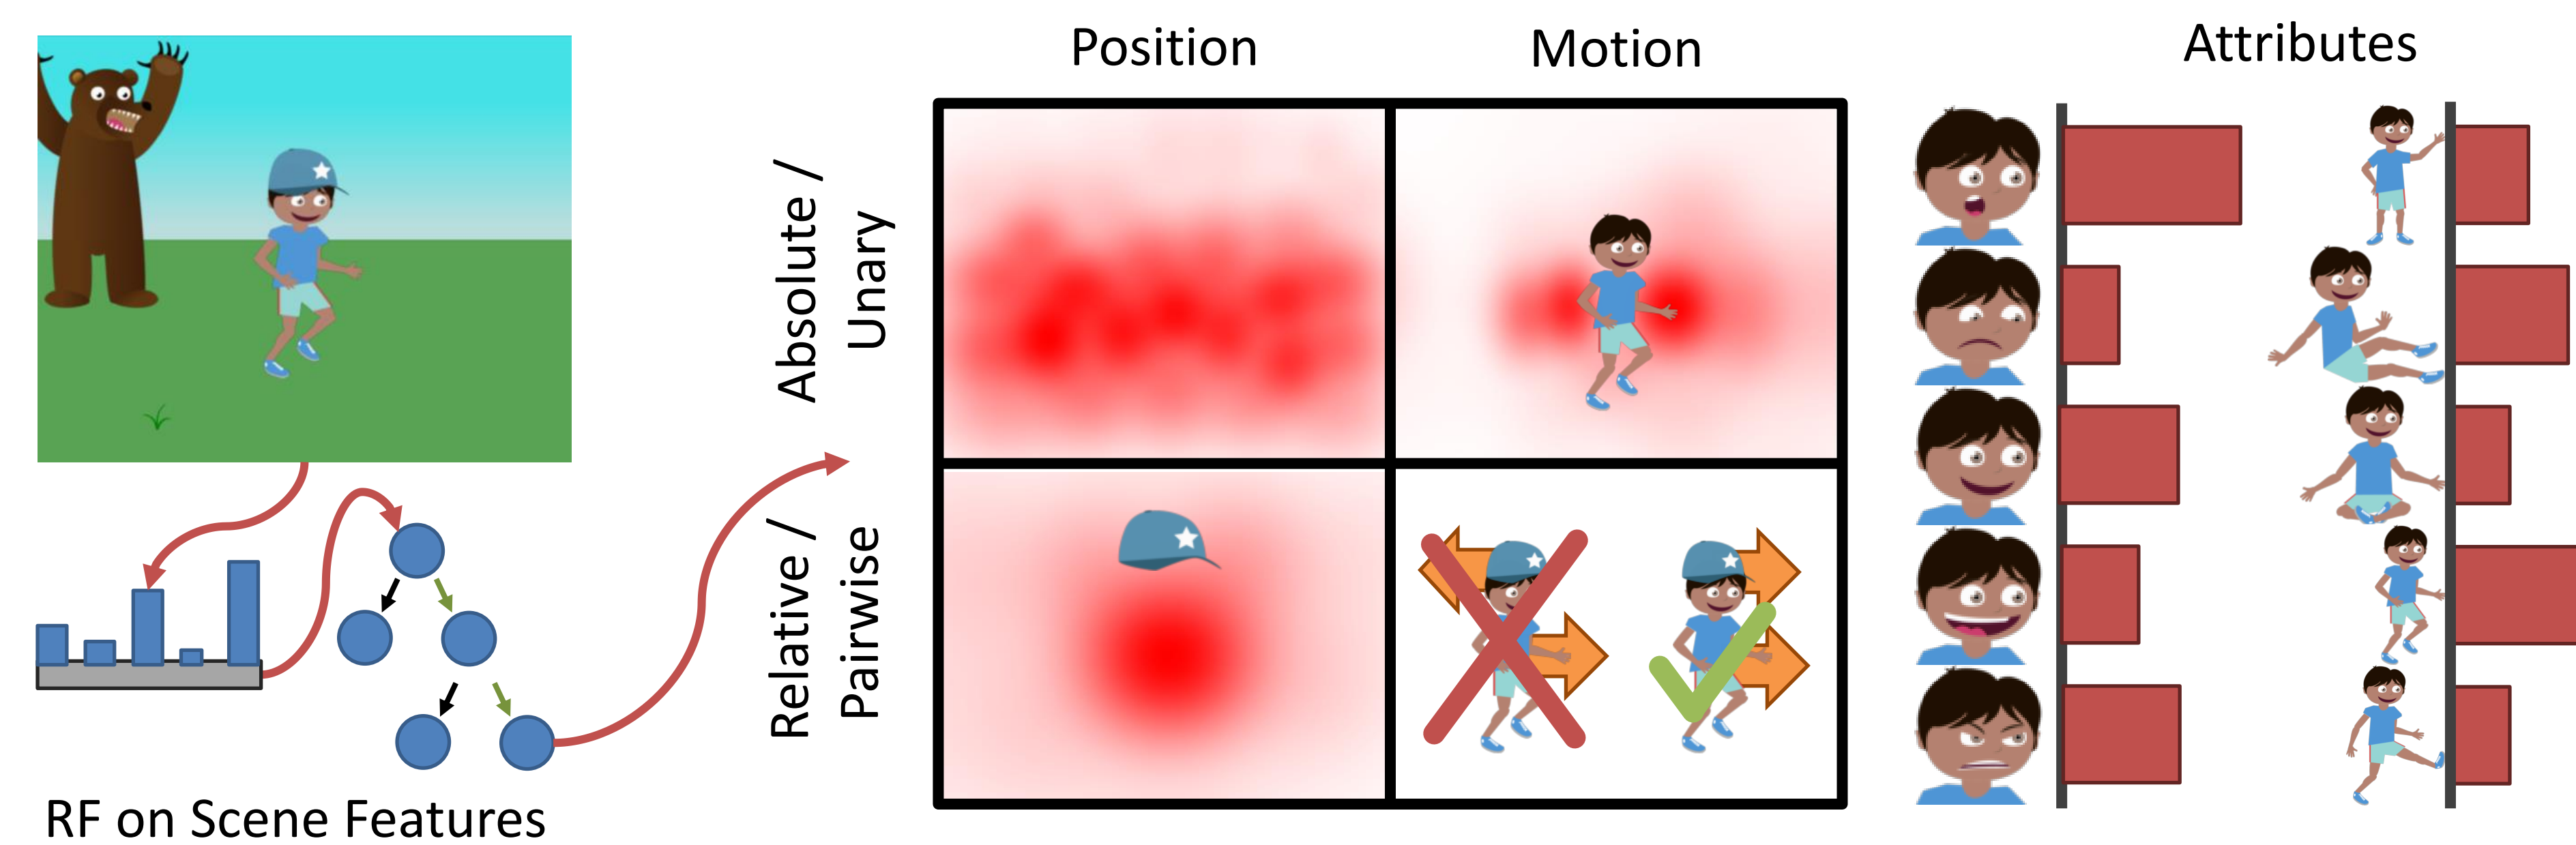 Position
Motion
Attributes
Absolute /
Unary
Relative /
Pairwise
RF on Scene Features